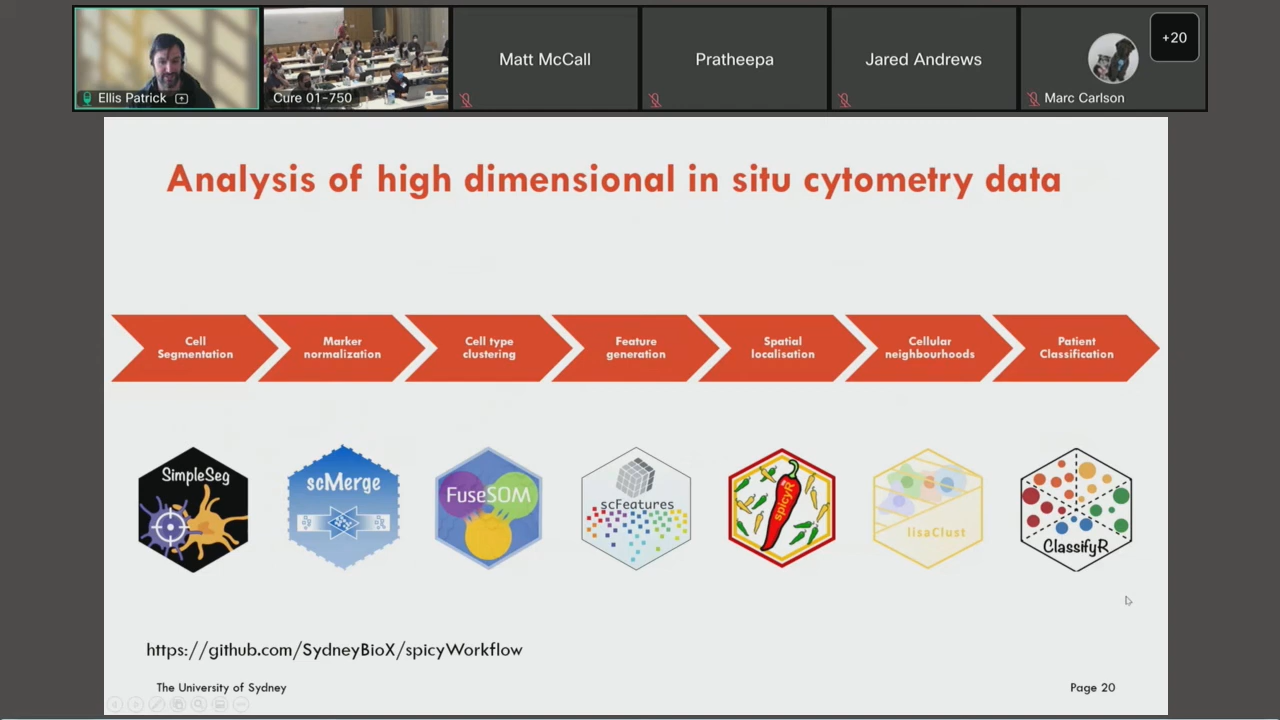 Ellis Patrick
Cure 01-750
Matt McCall
Pratheepa
Jared Andrews
Marc Carlson
+20
Analysis of high dimensional in situ cytometry data
Cell
Segmentation
Marker
normalization
Cell type
clustering
Feature
generation
Spatial
localisation
Cellular
neighbourhoods
Patient
Classification
SimpleSeg
scMerge
FuseSOM
scFeatures
spicyR
lisaClust
ClassifyR
https://github.com/SydneyBioX/spicyWorkflow
The University of Sydney
Page 20